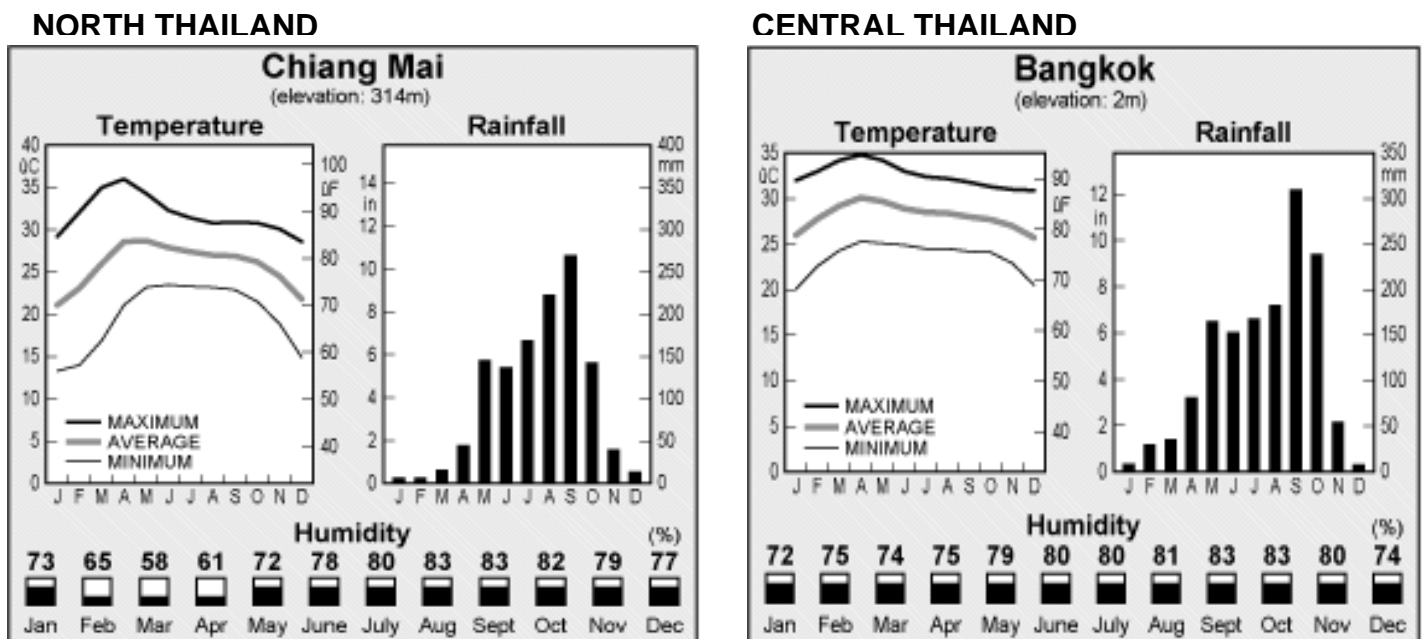 NORTH THAILAND
Chiang Mai
(elevation: 314m)
Temperature
Rainfall
40
ûC
35
30
25
20
15
10
5
0
100
ûF
90
80
70
60
50
40
MAXIMUM
AVERAGE
MINIMUM
J F M A M J J A S O N D
14
in
12
10
8
6
4
2
0
400
mm
350
300
250
200
150
100
50
0
J F M A M J J A S O N D
Humidity (%)
73 65 58 61 72 78 80 83 83 82 79 77
Jan Feb Mar Apr May June July Aug Sept Oct Nov Dec
CENTRAL THAILAND
Bangkok
(elevation: 2m)
Temperature
Rainfall
35
ûC
30
25
20
15
10
5
0
90
ûF
80
70
60
50
40
MAXIMUM
AVERAGE
MINIMUM
J F M A M J J A S O N D
12
in
10
8
6
4
2
0
350
mm
300
250
200
150
100
50
0
J F M A M J J A S O N D
Humidity (%)
72 75 74 75 79 80 80 81 83 83 80 74
Jan Feb Mar Apr May June July Aug Sept Oct Nov Dec